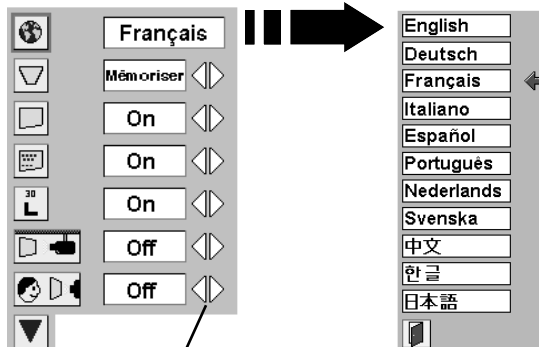 Français
Mémoriser
On
On
30
L
On
Off
Off
English
Deutsch
Français
Italiano
Español
Português
Nederlands
Svenska
中文
한글
日本語